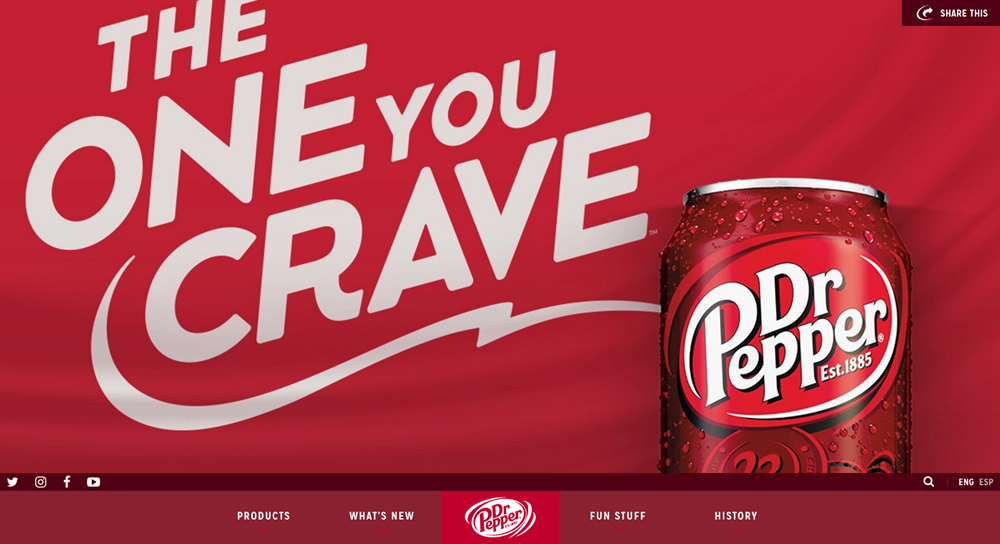 SHARE THIS
THE
ONE YOU
CRAVE
™
Dr
Pepper®
Est.1885
23
ENG ESP
PRODUCTS WHAT'S NEW Dr Pepper FUN STUFF HISTORY